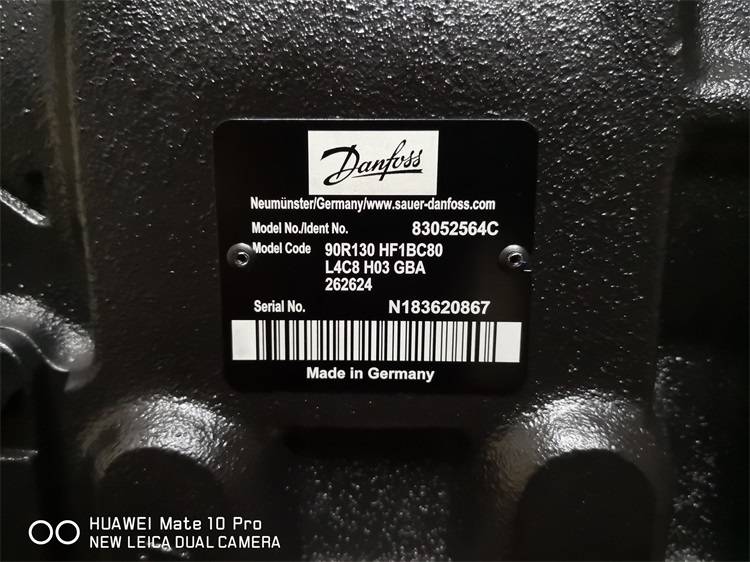 Danfoss
Neumünster/Germany/www.sauer-danfoss.com
Model No./Ident No. 83052564C
Model Code 90R130 HF1BC80
L4C8 H03 GBA
262624
Serial No. N183620867
Made in Germany
HUAWEI Mate 10 Pro
NEW LEICA DUAL CAMERA